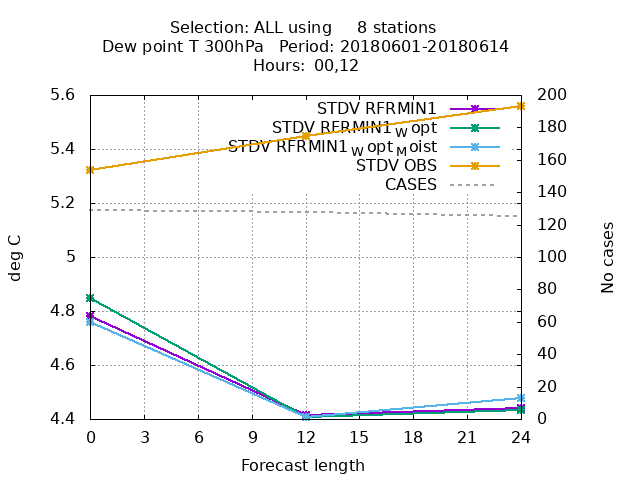 Selection: ALL using 8 stations
Dew point T 300hPa Period: 20180601-20180614
Hours: 00,12
STDV RFRMIN1
STDV RFRMIN1_W opt
STDV RFRMIN1_W opt_M oist
STDV OBS
CASES
5.6
5.4
5.2
5
4.8
4.6
4.4
deg C
200
180
160
140
120
100
80
60
40
20
0
No cases
0 3 6 9 12 15 18 21 24
Forecast length